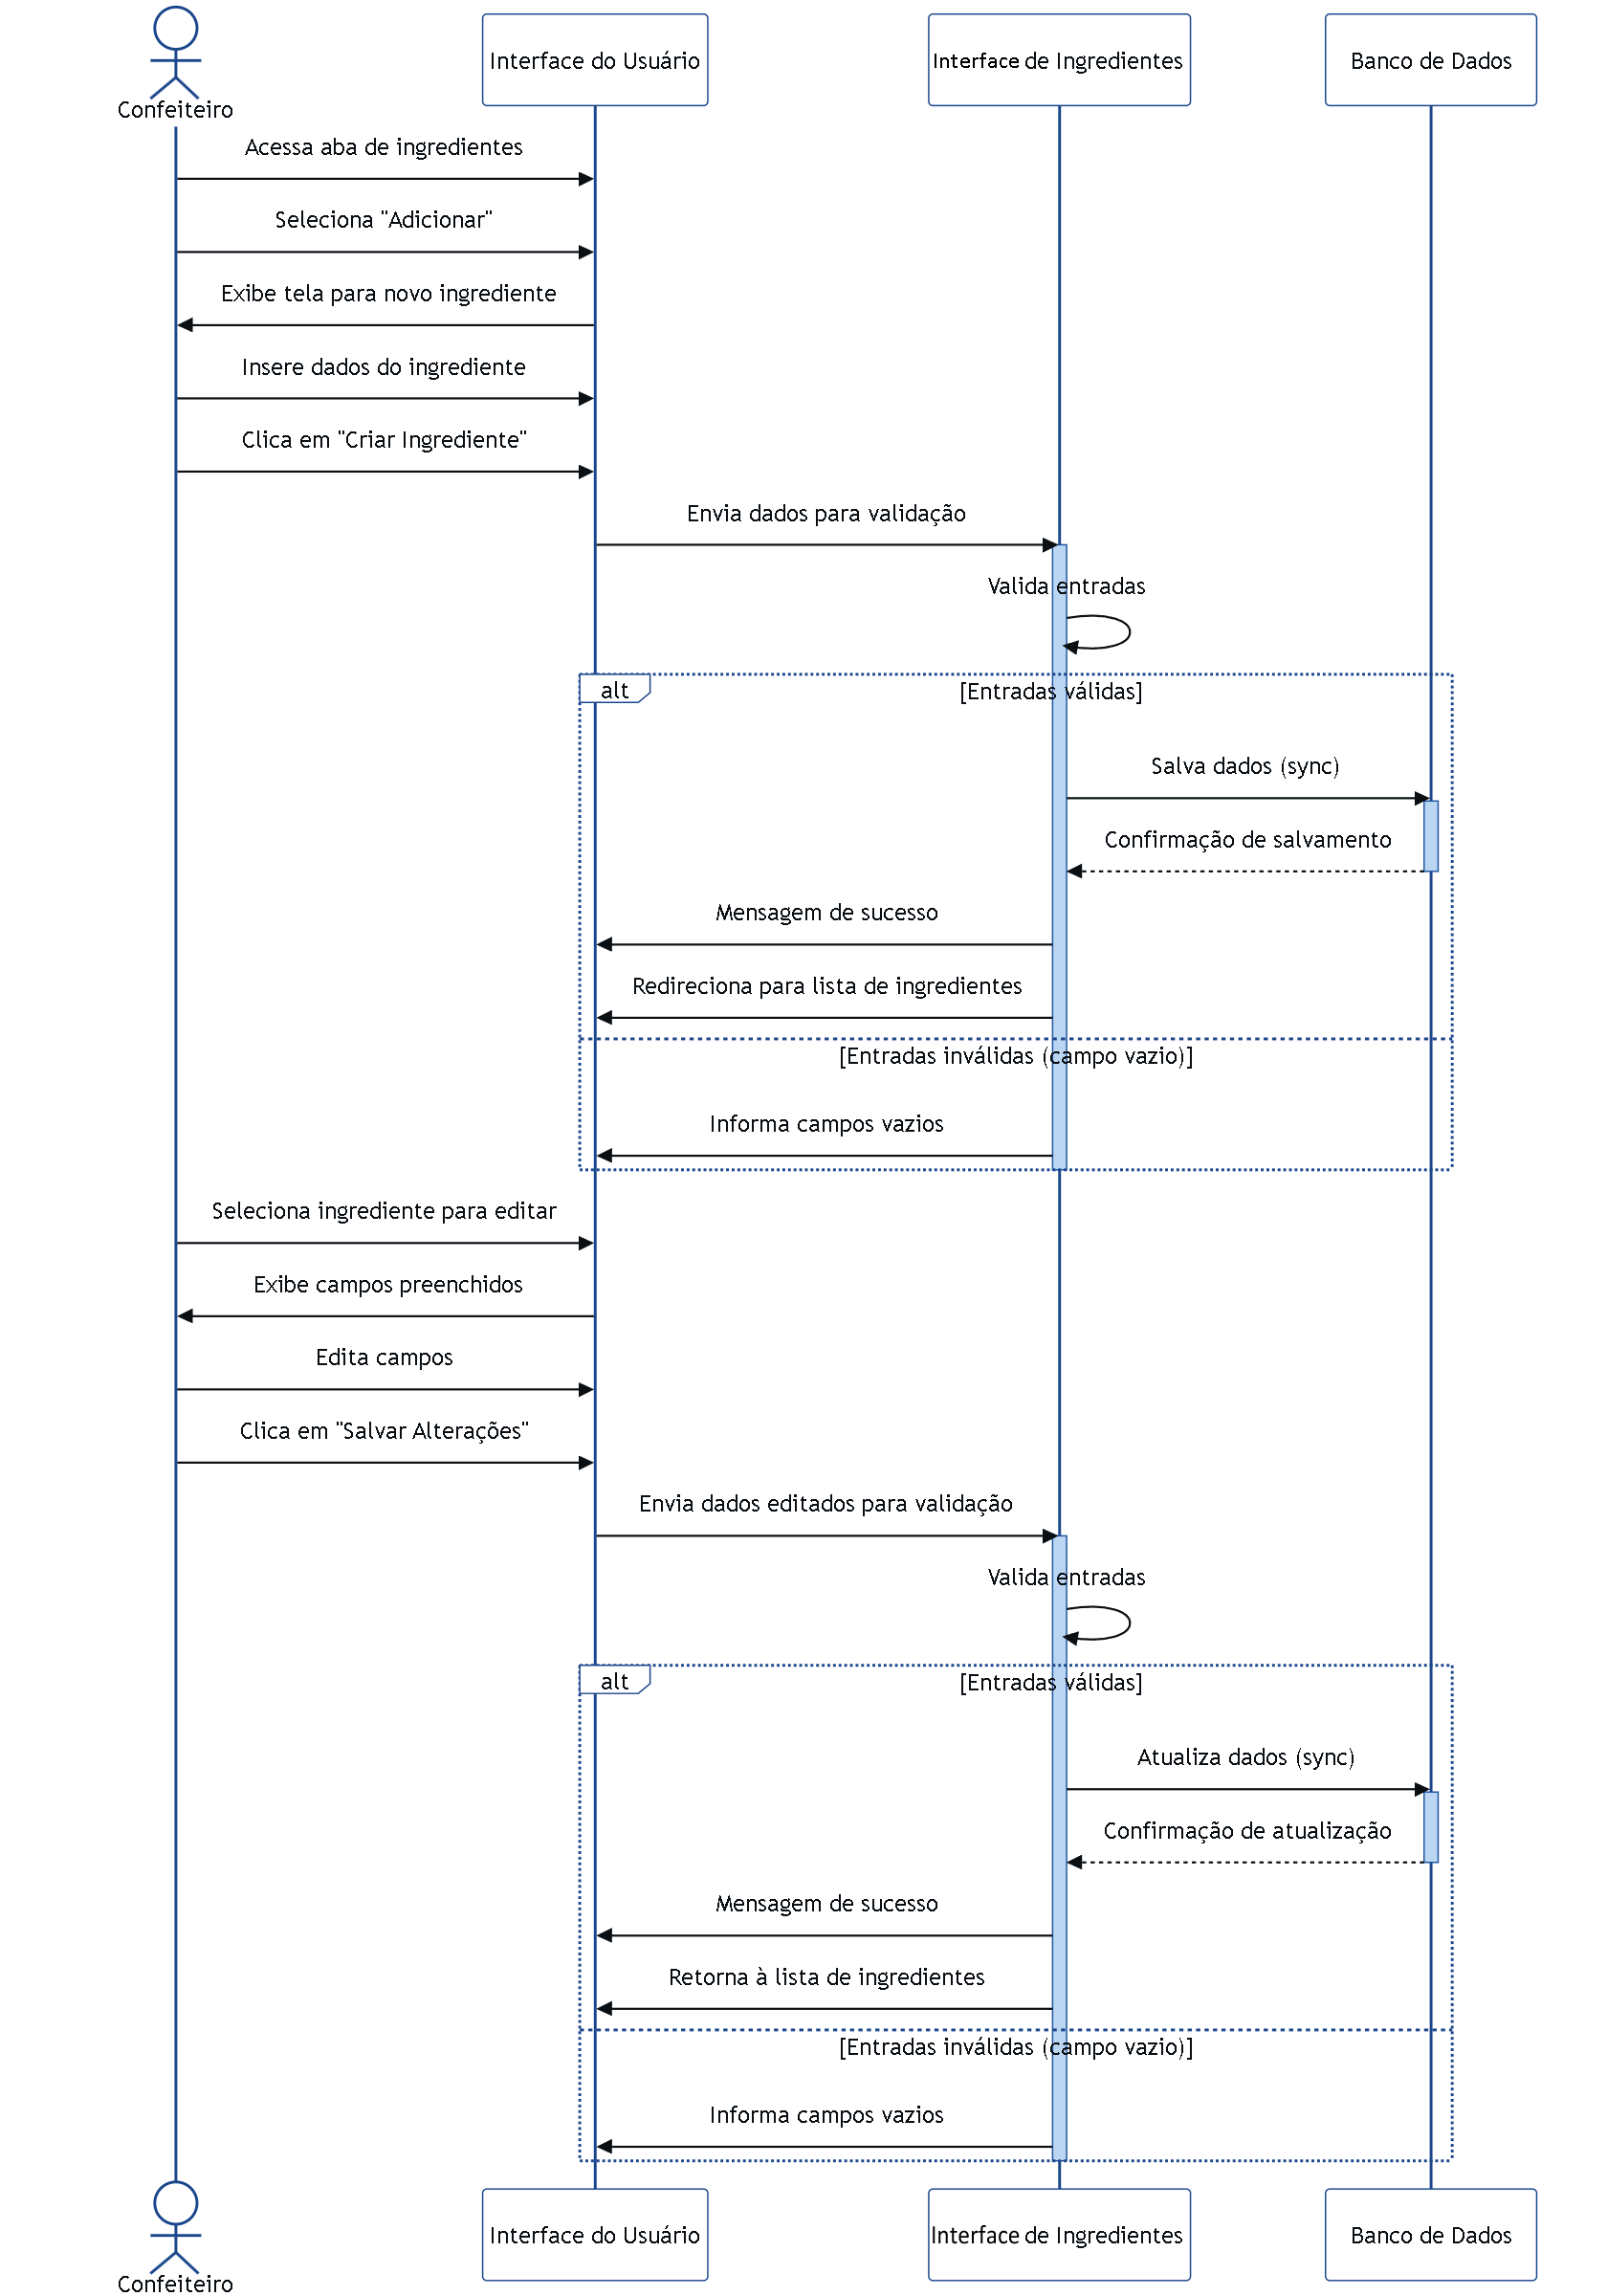 Confeiteiro
Interface do Usuário
Interface de Ingredientes
Banco de Dados
Acessa aba de ingredientes
Seleciona "Adicionar"
Exibe tela para novo ingrediente
Insere dados do ingrediente
Clica em "Criar Ingrediente"
Envia dados para validação
Valida entradas
alt
[Entradas válidas]
Salva dados (sync)
Confirmação de salvamento
Mensagem de sucesso
Redireciona para lista de ingredientes
[Entradas inválidas (campo vazio)]
Informa campos vazios
Seleciona ingrediente para editar
Exibe campos preenchidos
Edita campos
Clica em "Salvar Alterações"
Envia dados editados para validação
Valida entradas
alt
[Entradas válidas]
Atualiza dados (sync)
Confirmação de atualização
Mensagem de sucesso
Retorna à lista de ingredientes
[Entradas inválidas (campo vazio)]
Informa campos vazios
Confeiteiro
Interface do Usuário
Interface de Ingredientes
Banco de Dados